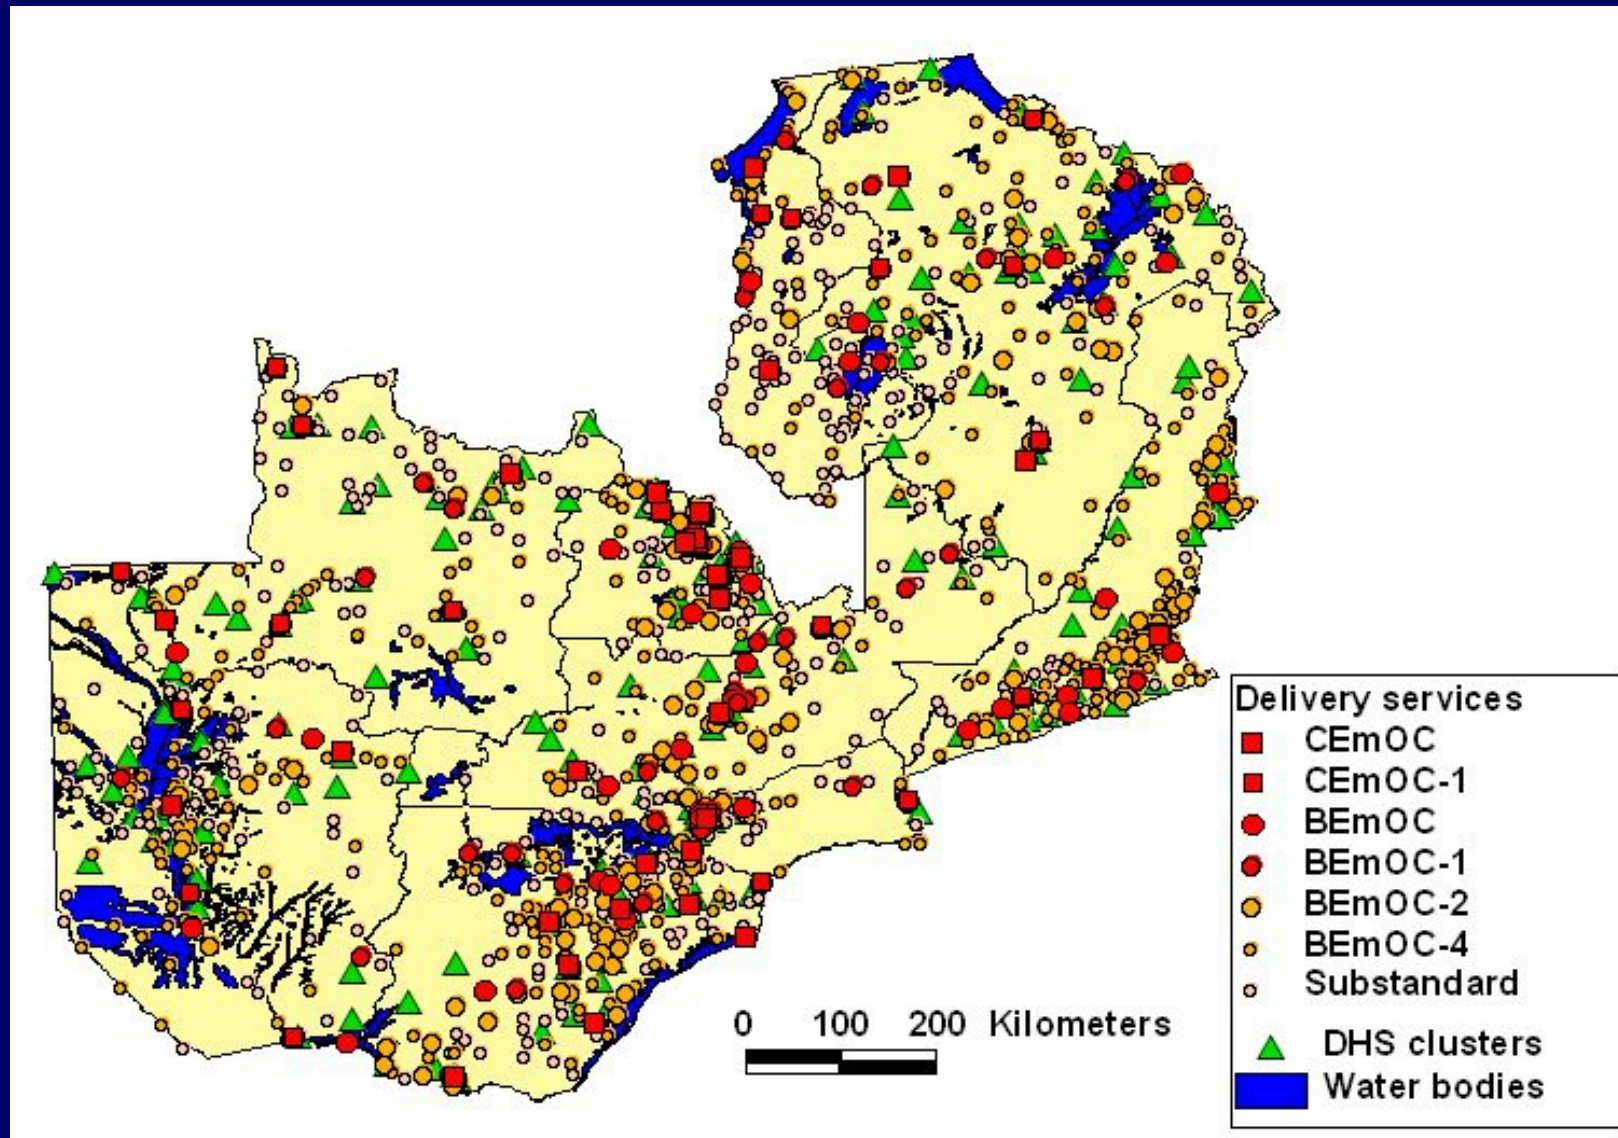 Delivery services
CEmOC
CEmOC-1
BEmOC
BEmOC-1
BEmOC-2
BEmOC-4
Substandard
DHS clusters
Water bodies
0 100 200 Kilometers